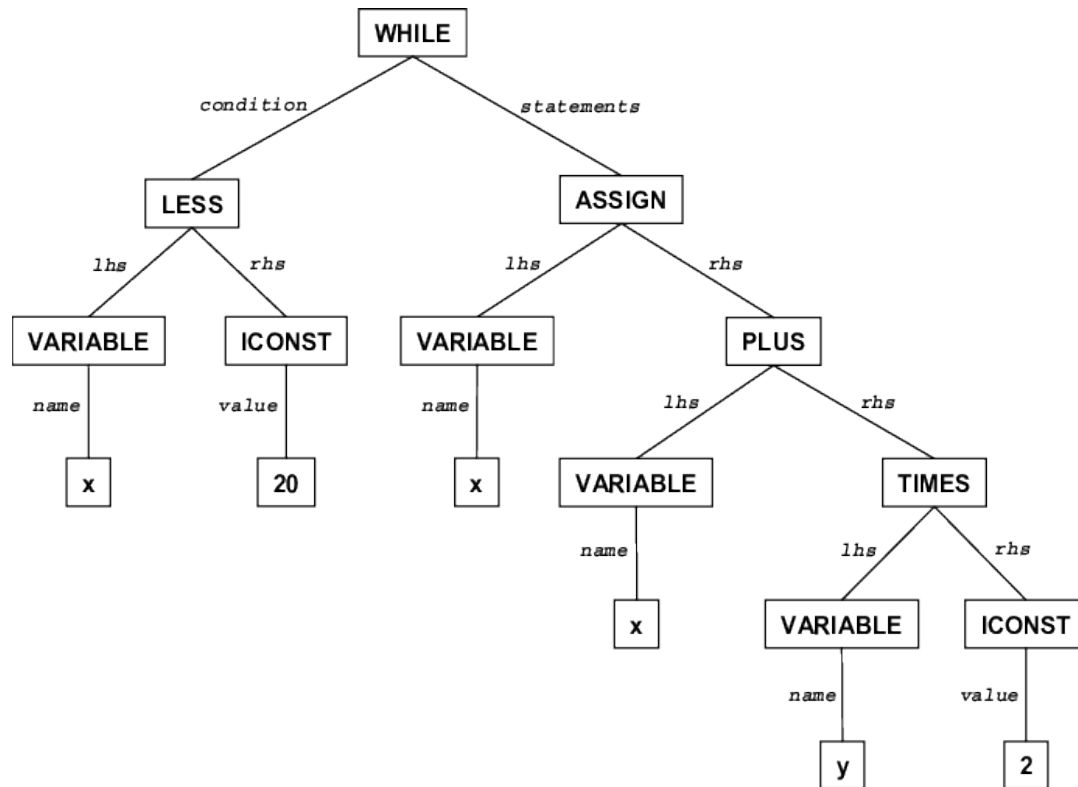 WHILE
condition
statements
LESS
ASSIGN
lhs
rhs
lhs
rhs
VARIABLE
ICONST
VARIABLE
PLUS
name
value
name
lhs
rhs
x
20
x
VARIABLE
TIMES
name
lhs
rhs
x
VARIABLE
ICONST
name
value
y
2